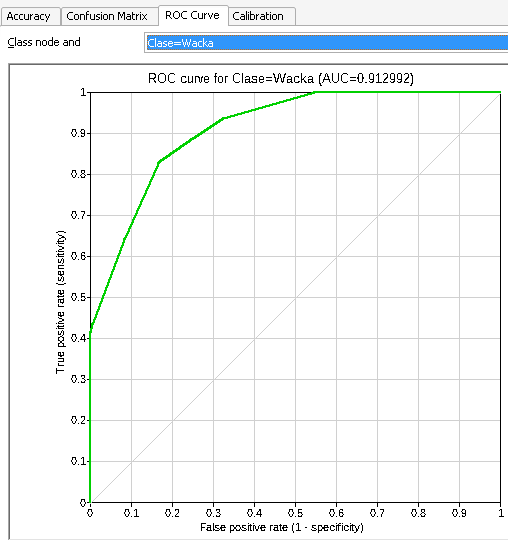 Accuracy Confusion Matrix ROC Curve Calibration
Class node and Clase=Wacka
ROC curve for Clase=Wacka (AUC=0.912992)
1
0.9
0.8
0.7
0.6
0.5
0.4
0.3
0.2
0.1
0
True positive rate (sensitivity)
0 0.1 0.2 0.3 0.4 0.5 0.6 0.7 0.8 0.9 1
False positive rate (1 - specificity)